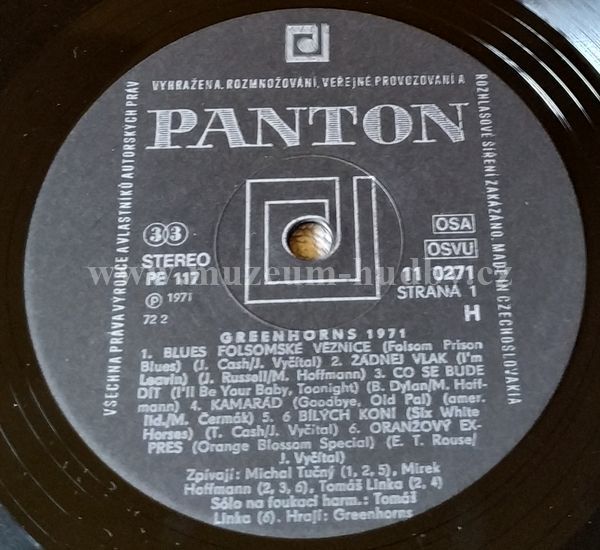 VYHRAŽENA. ROZMNOŽOVÁNÍ, VEŘEJNÉ PROVOZOVÁNÍ A
ROZHLASOVÉ ŠÍŘENÍ ZAKÁZÁNO. MADE IN CZECHOSLOVAKIA
VŠECHNA PRÁVA VÝROBCE A VLASTNÍKŮ AUTORSKÝCH PRÁV
PANTON
33
STEREO
PE 117
Ⓟ 1971
72 2
OSA
OSVU
11 0271
STRANA 1
H
www.muzeum-hudby.cz
GREENHORNS 1971
1. BLUES FOLSOMSKÉ VĚZNICE (Folsom Prison
Blues) (J. Cash/J. Vyčítal) 2. ŽÁDNEJ VLAK (I'm
Leavin) (J. Russell/M. Hoffmann) 3. CO SE BUDE
DÍT (I'll Be Your Baby, Toonight) (B. Dylan/M. Hoff-
mann) 4. KAMARÁD (Goodbye, Old Pal) (amer.
lid./M. Čermák) 5. 6 BÍLÝCH KONÍ (Six White
Horses) (T. Cash/J. Vyčítal) 6. ORANŽOVÝ EX-
PRES (Orange Blossom Special) (E. T. Rouse/
J. Vyčítal)
Zpívají: Michal Tučný (1, 2, 5), Mirek
Hoffmann (2, 3, 6), Tomáš Linka (2, 4)
Sólo na foukací harm.: Tomáš
Linka (6). Hrají: Greenhorns